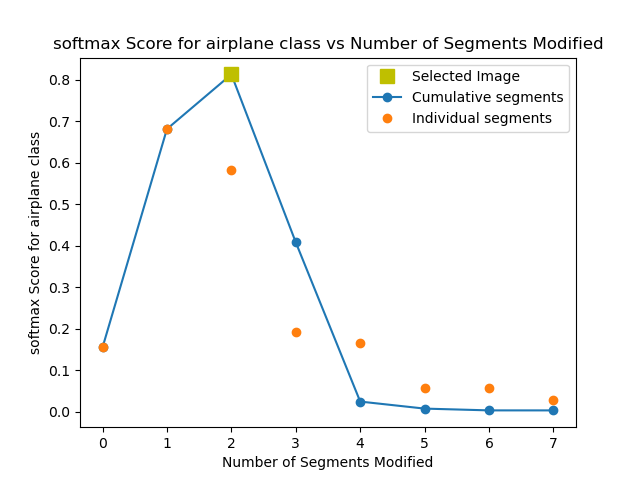 softmax Score for airplane class vs Number of Segments Modified
Selected Image
Cumulative segments
Individual segments
softmax Score for airplane class
0.8
0.7
0.6
0.5
0.4
0.3
0.2
0.1
0.0
0 1 2 3 4 5 6 7
Number of Segments Modified